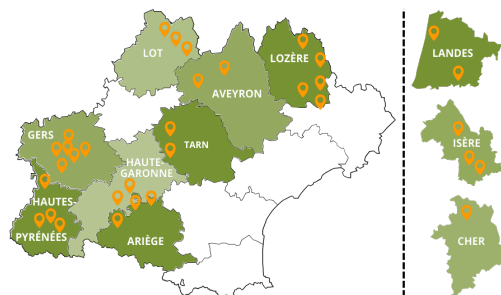 LOT
LOZÈRE
LANDES
AVEYRON
GERS
TARN
ISÈRE
HAUTE-
GARONNE
HAUTES-
PYRÉNÉES
ARIÈGE
CHER